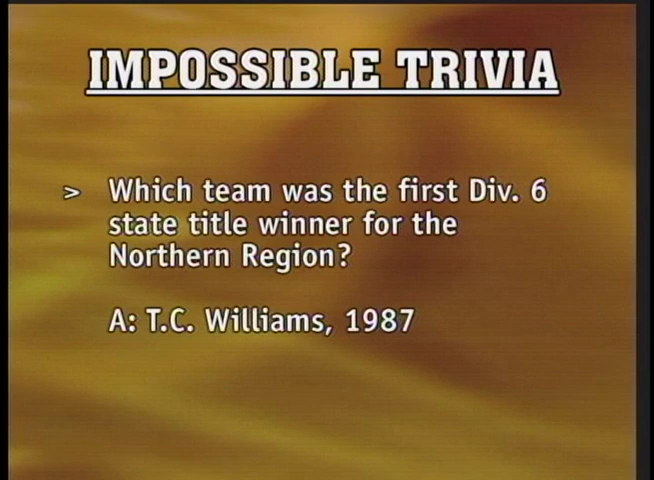 IMPOSSIBLE TRIVIA
> Which team was the first Div. 6
state title winner for the
Northern Region?
A: T.C. Williams, 1987